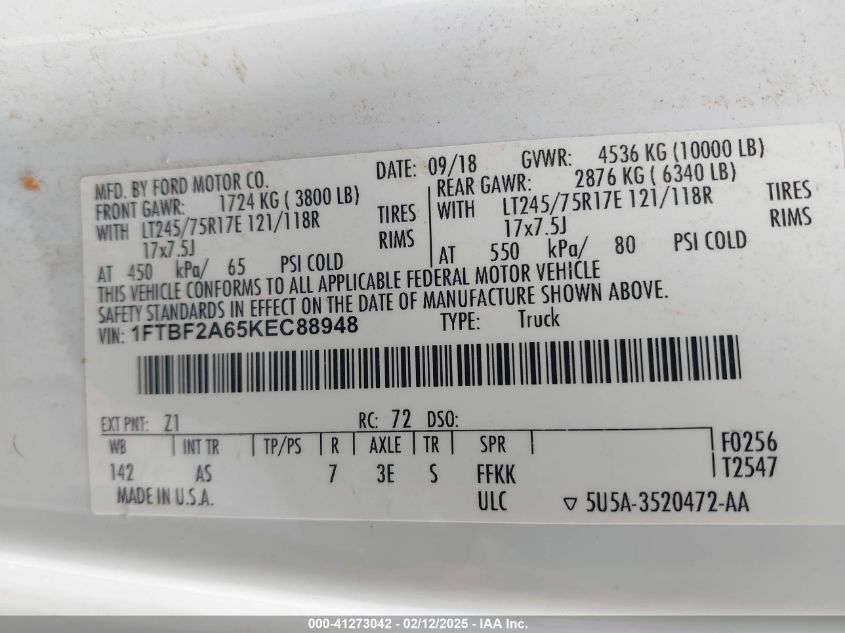 MFD. BY FORD MOTOR CO.
DATE: 09/18 GVWR: 4536 KG (10000 LB)
FRONT GAWR: 1724 KG ( 3800 LB)
REAR GAWR: 2876 KG ( 6340 LB)
WITH LT245/75R17E 121/118R TIRES
WITH LT245/75R17E 121/118R TIRES
17x7.5J RIMS
17x7.5J RIMS
AT 450 kPa/ 65 PSI COLD
AT 550 kPa/ 80 PSI COLD
THIS VEHICLE CONFORMS TO ALL APPLICABLE FEDERAL MOTOR VEHICLE
SAFETY STANDARDS IN EFFECT ON THE DATE OF MANUFACTURE SHOWN ABOVE.
VIN: 1FTBF2A65KEC88948 TYPE: Truck
EXT PNT: Z1 RC: 72 DSO:
WB INT TR TP/PS R AXLE TR SPR F0256
142 AS 7 3E S FFKK T2547
MADE IN U.S.A. ULC ▽ 5U5A-3520472-AA
000-41273042 - 02/12/2025 - IAA Inc.